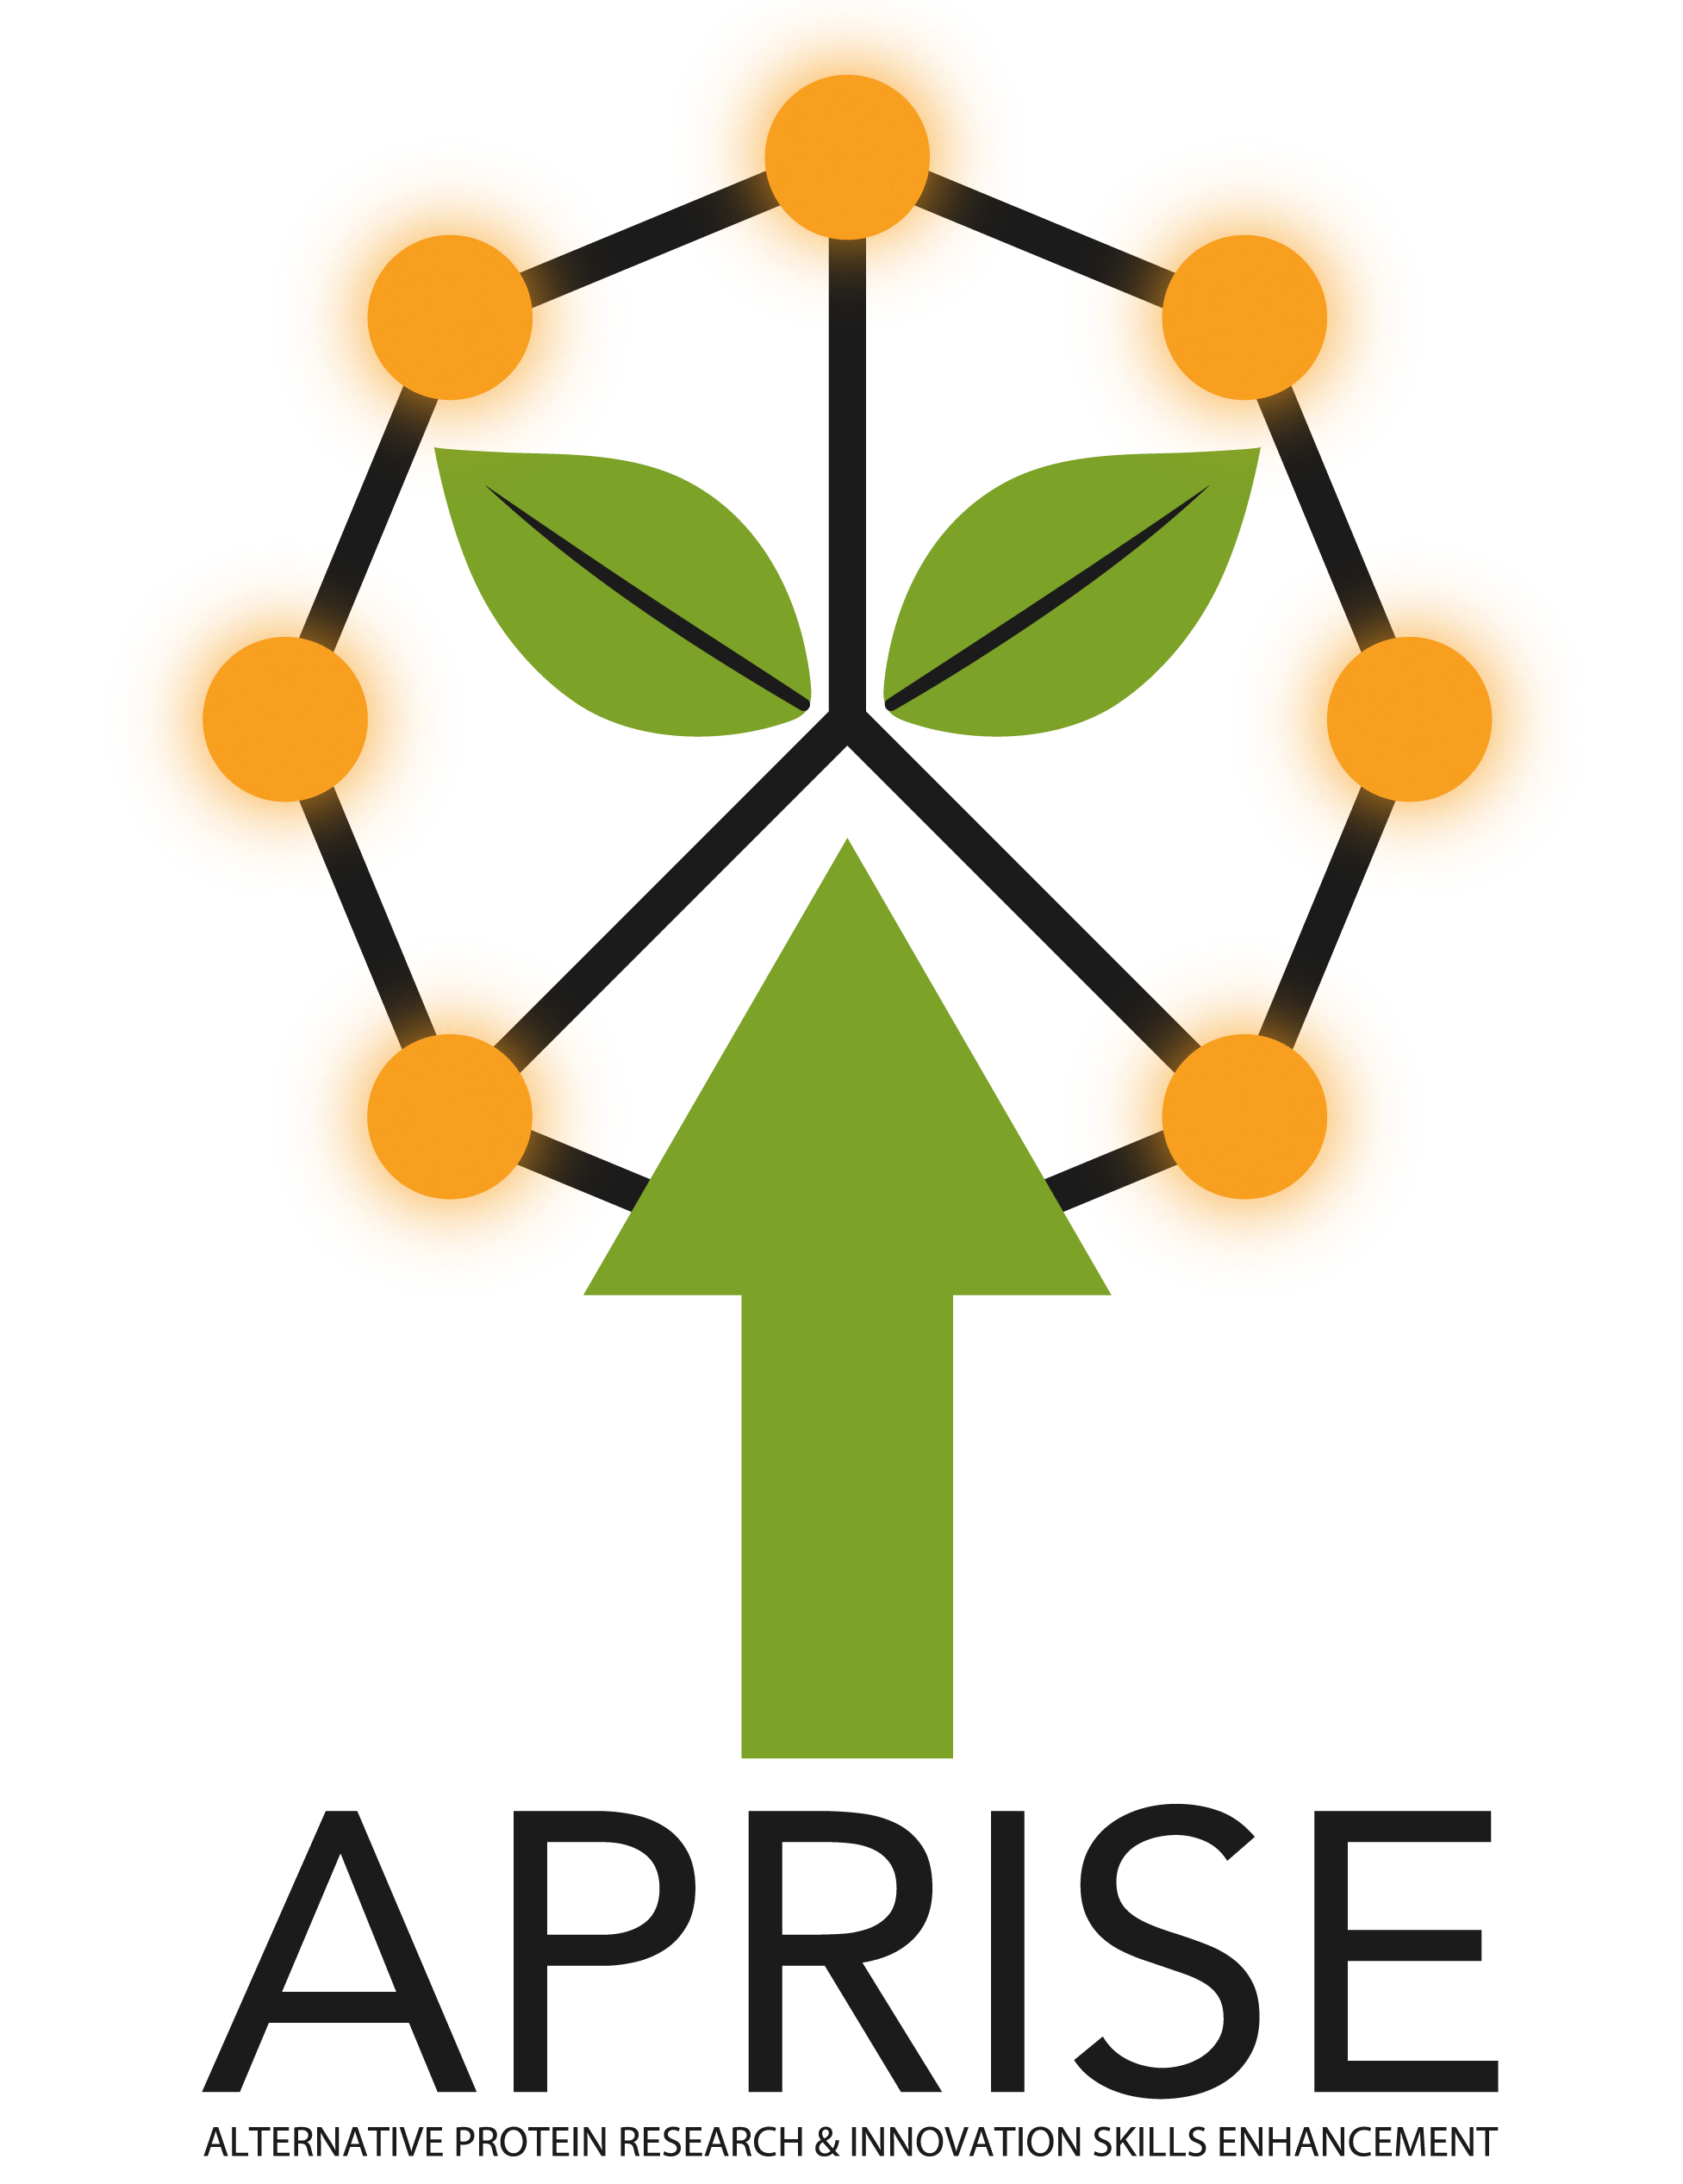 APRISE
ALTERNATIVE PROTEIN RESEARCH & INNOVATION SKILLS ENHANCEMENT